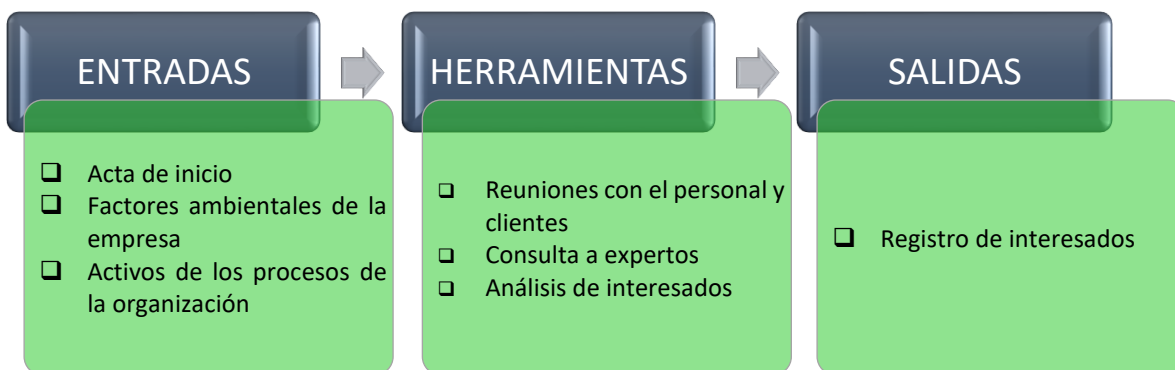 ENTRADAS
❑ Acta de inicio
❑ Factores ambientales de la
empresa
❑ Activos de los procesos de
la organización
HERRAMIENTAS
❑ Reuniones con el personal y
clientes
❑ Consulta a expertos
❑ Análisis de interesados
SALIDAS
❑ Registro de interesados